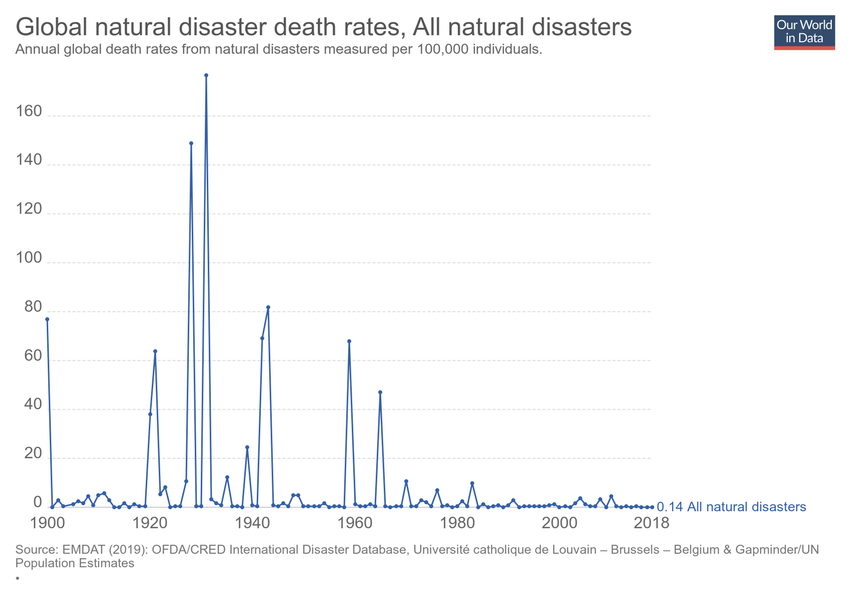 Global natural disaster death rates, All natural disasters
Our World
in Data
Annual global death rates from natural disasters measured per 100,000 individuals.
160
140
120
100
80
60
40
20
0
0.14 All natural disasters
1900 1920 1940 1960 1980 2000 2018
Source: EMDAT (2019): OFDA/CRED International Disaster Database, Université catholique de Louvain – Brussels – Belgium & Gapminder/UN
Population Estimates
•